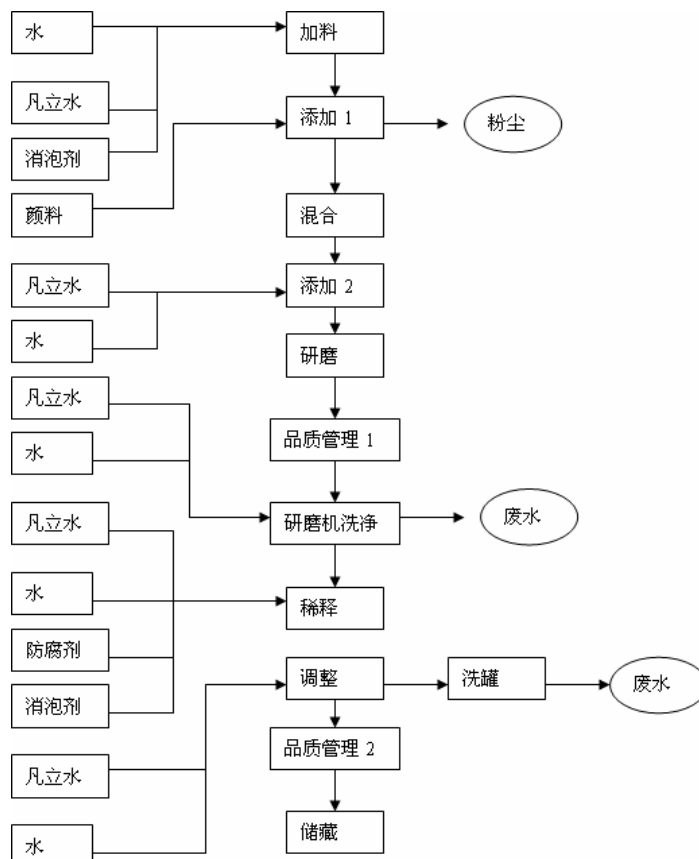 水
加料
凡立水
添加 1
粉尘
消泡剂
颜料
混合
凡立水
添加 2
水
研磨
凡立水
品质管理 1
水
凡立水
研磨机洗净
废水
水
稀释
防腐剂
消泡剂
调整
洗罐
废水
凡立水
品质管理 2
水
储藏